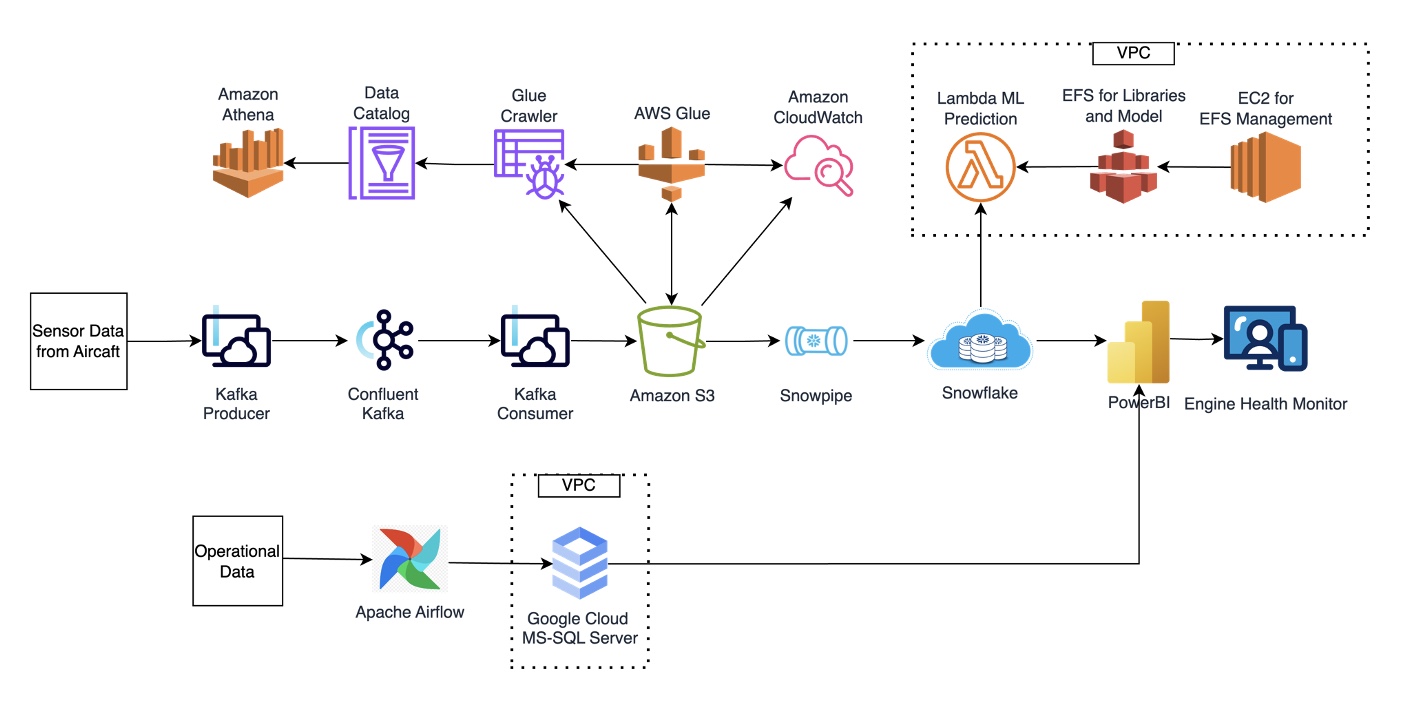 VPC
Amazon
Athena
Data
Catalog
Glue
Crawler
AWS Glue
Amazon
CloudWatch
Lambda ML
Prediction
EFS for Libraries
and Model
EC2 for
EFS Management
Sensor Data
from Aircaft
Kafka
Producer
Confluent
Kafka
Kafka
Consumer
Amazon S3
Snowpipe
Snowflake
PowerBI
Engine Health Monitor
VPC
Operational
Data
Apache Airflow
Google Cloud
MS-SQL Server